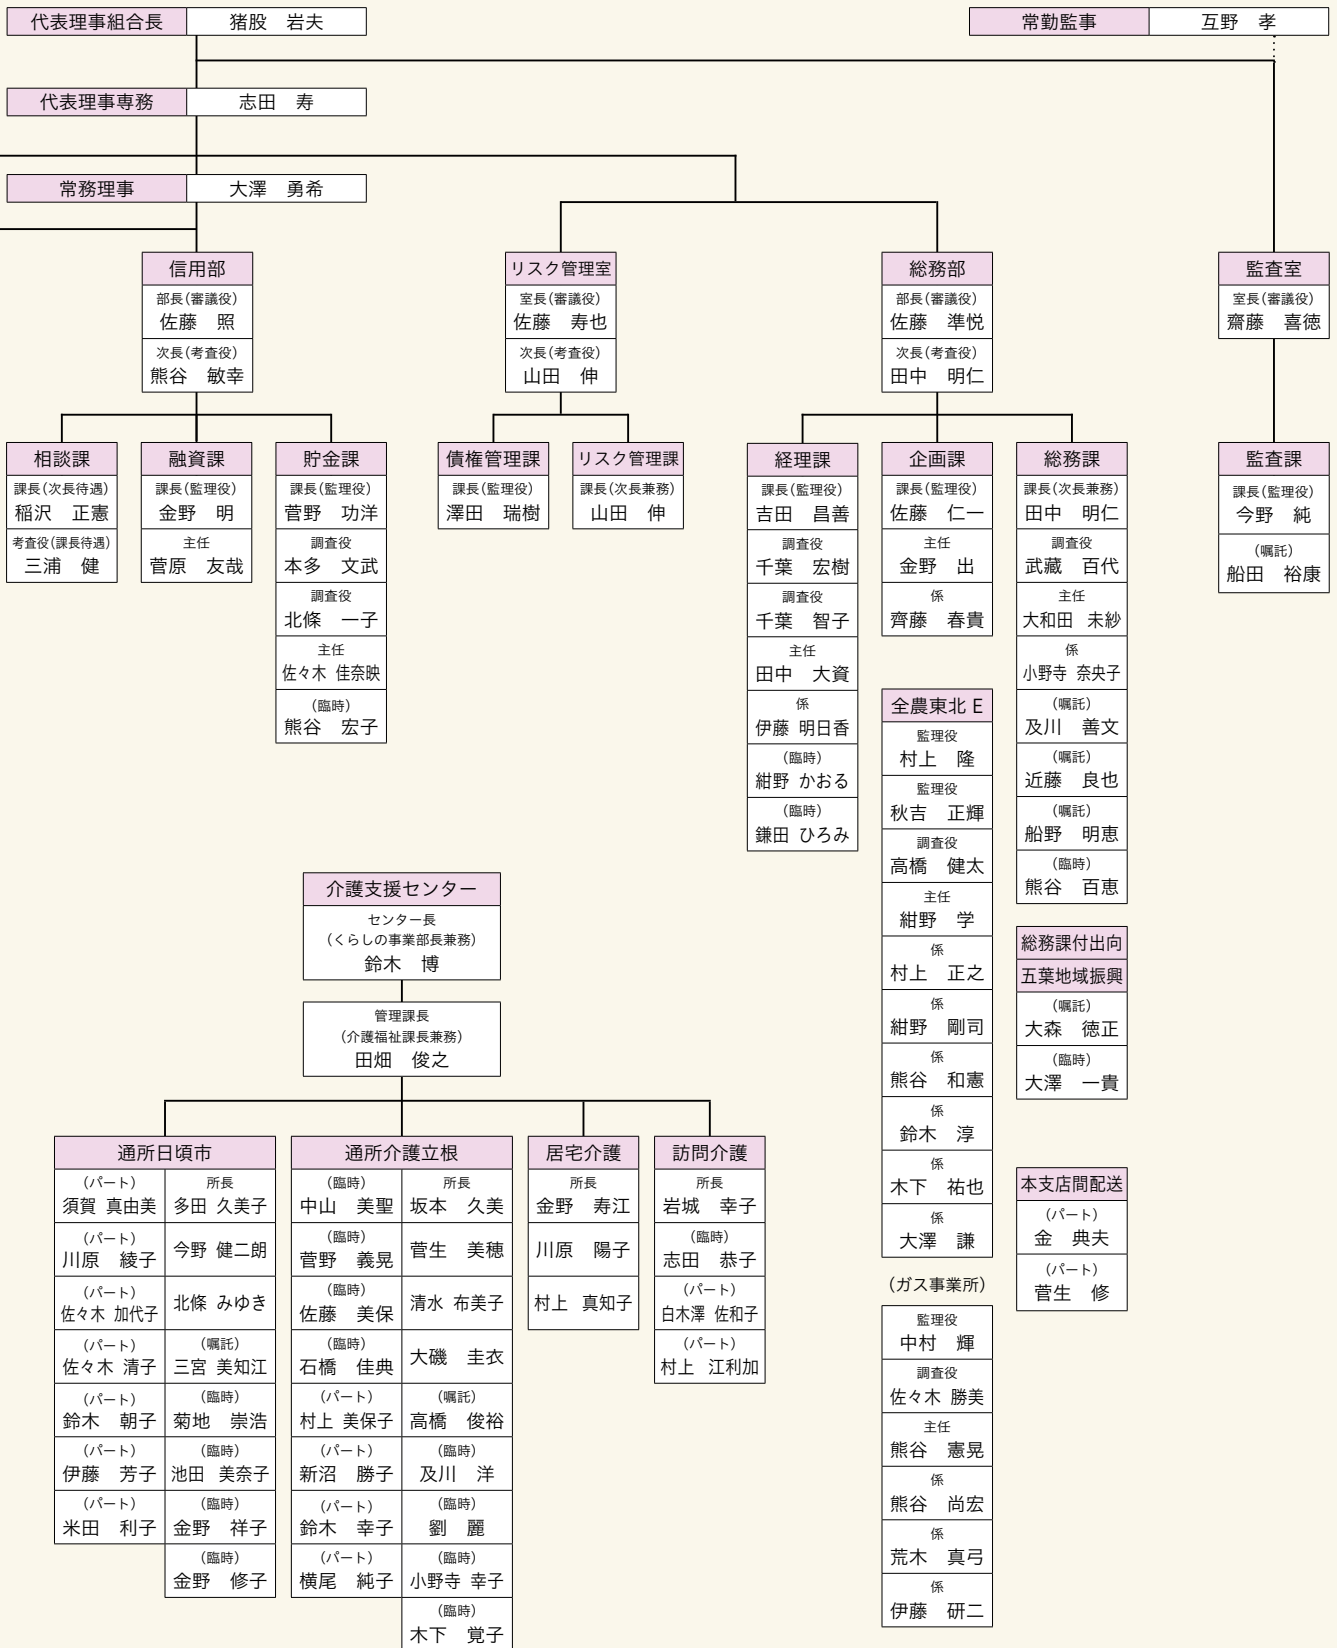 代表理事組合長 猪股 岩夫
常勤監事 互野 孝
代表理事専務 志田 寿
常務理事 大澤 勇希
信用部
部長(審議役)
佐藤 照
次長(考査役)
熊谷 敏幸
リスク管理室
室長(審議役)
佐藤 寿也
次長(考査役)
山田 伸
総務部
部長(審議役)
佐藤 準悦
次長(考査役)
田中 明仁
監査室
室長(審議役)
齋藤 喜徳
相談課
課長(次長待遇)
稲沢 正憲
考査役(課長待遇)
三浦 健
融資課
課長(監理役)
金野 明
主任
菅原 友哉
貯金課
課長(監理役)
菅野 功洋
調査役
本多 文武
調査役
北條 一子
主任
佐々木 佳奈映
(臨時)
熊谷 宏子
債権管理課
課長(監理役)
澤田 瑞樹
リスク管理課
課長(次長兼務)
山田 伸
経理課
課長(監理役)
吉田 昌善
調査役
千葉 宏樹
調査役
千葉 智子
主任
田中 大資
係
伊藤 明日香
(臨時)
紺野 かおる
(臨時)
鎌田 ひろみ
企画課
課長(監理役)
佐藤 仁一
主任
金野 出
係
齊藤 春貴
総務課
課長(次長兼務)
田中 明仁
調査役
武藏 百代
主任
大和田 未紗
係
小野寺 奈央子
(嘱託)
及川 善文
(嘱託)
近藤 良也
(嘱託)
船野 明恵
(臨時)
熊谷 百恵
監査課
課長(監理役)
今野 純
(嘱託)
船田 裕康
全農東北 E
監理役
村上 隆
監理役
秋吉 正輝
調査役
高橋 健太
主任
紺野 学
係
村上 正之
係
紺野 剛司
係
熊谷 和憲
係
鈴木 淳
係
木下 祐也
係
大澤 謙
(ガス事業所)
監理役
中村 輝
調査役
佐々木 勝美
主任
熊谷 憲晃
係
熊谷 尚宏
係
荒木 真弓
係
伊藤 研二
総務課付出向
五葉地域振興
(嘱託)
大森 徳正
(臨時)
大澤 一貴
本支店間配送
(パート)
金 典夫
(パート)
菅生 修
介護支援センター
センター長
(くらしの事業部長兼務)
鈴木 博
管理課長
(介護福祉課長兼務)
田畑 俊之
通所日頃市
(パート) 所長
須賀 真由美 多田 久美子
(パート)
川原 綾子 今野 健二朗
(パート)
佐々木 加代子 北條 みゆき
(パート) (嘱託)
佐々木 清子 三宮 美知江
(パート) (臨時)
鈴木 朝子 菊地 崇浩
(パート) (臨時)
伊藤 芳子 池田 美奈子
(パート) (臨時)
米田 利子 金野 祥子
(臨時)
金野 修子
通所介護立根
(臨時) 所長
中山 美聖 坂本 久美
(臨時)
菅野 義晃 菅生 美穂
(臨時)
佐藤 美保 清水 布美子
(臨時)
石橋 佳典 大磯 圭衣
(パート) (嘱託)
村上 美保子 高橋 俊裕
(パート) (臨時)
新沼 勝子 及川 洋
(パート) (臨時)
鈴木 幸子 劉 麗
(パート) (臨時)
横尾 純子 小野寺 幸子
(臨時)
木下 覚子
居宅介護
所長
金野 寿江
川原 陽子
村上 真知子
訪問介護
所長
岩城 幸子
(臨時)
志田 恭子
(パート)
白木澤 佐和子
(パート)
村上 江利加